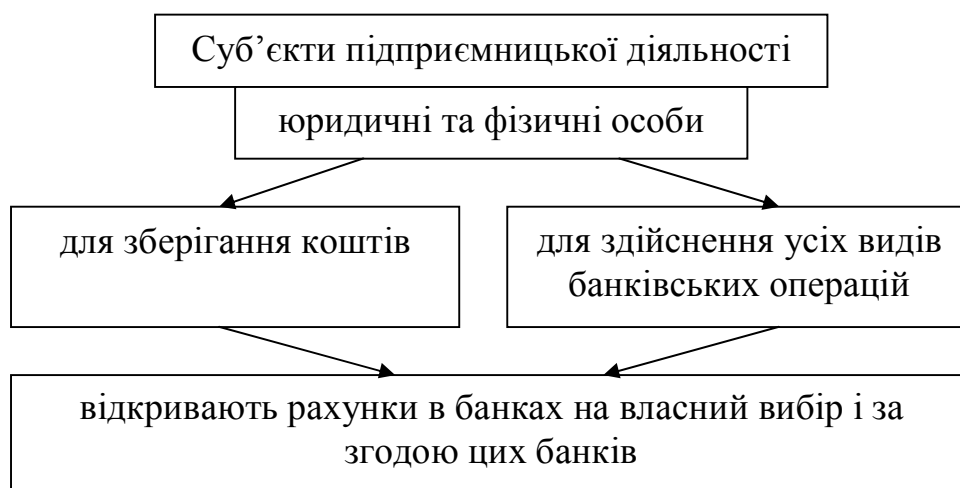 Суб’єкти підприємницької діяльності
юридичні та фізичні особи
для зберігання коштів
для здійснення усіх видів
банківських операцій
відкривають рахунки в банках на власний вибір і за
згодою цих банків